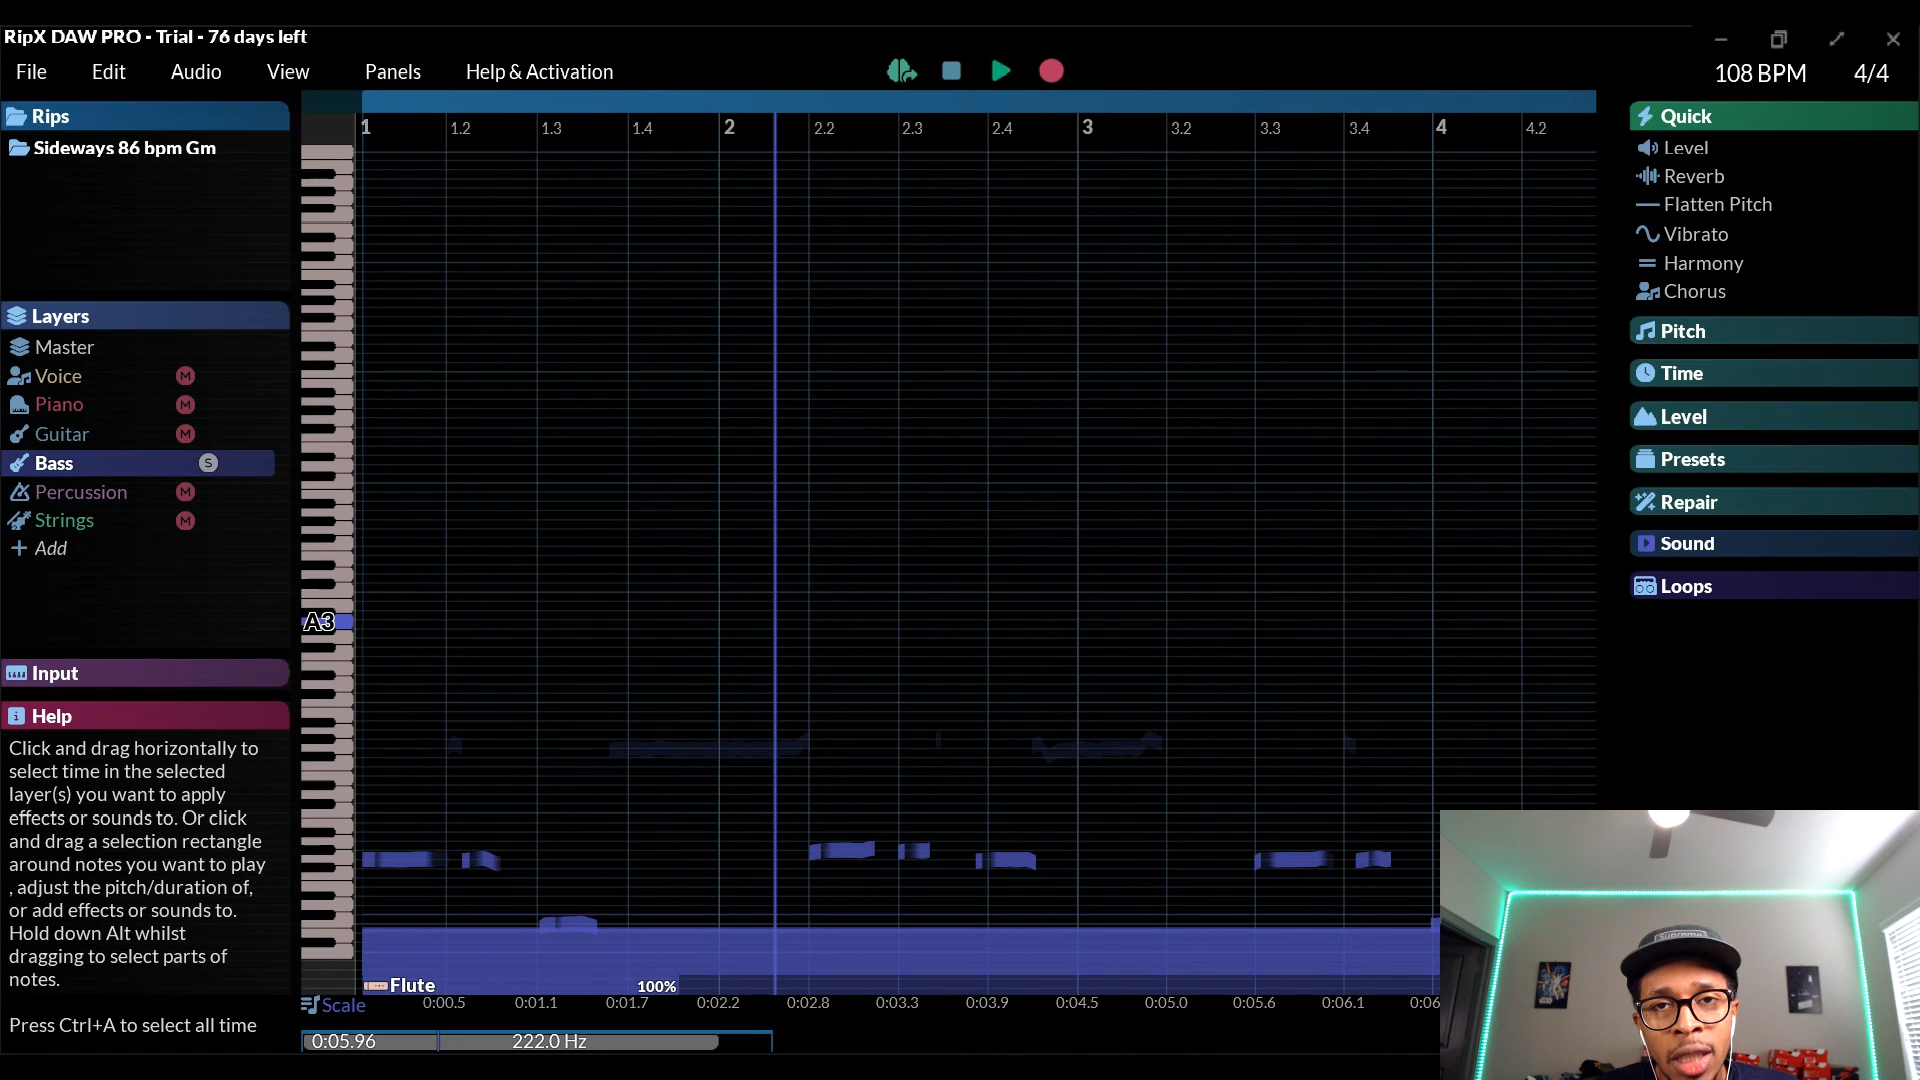 RipX DAW PRO - Trial - 76 days left
File Edit Audio View Panels Help & Activation
108 BPM 4/4
Rips
Sideways 86 bpm Gm
1 1.2 1.3 1.4 2 2.2 2.3 2.4 3 3.2 3.3 3.4 4 4.2
Quick
Level
Reverb
Flatten Pitch
Vibrato
Harmony
Chorus
Pitch
Time
Level
Presets
Repair
Sound
Loops
Layers
Master
Voice M
Piano M
Guitar M
Bass S
Percussion M
Strings M
+ Add
A3
Input
Help
Click and drag horizontally to
select time in the selected
layer(s) you want to apply
effects or sounds to. Or click
and drag a selection rectangle
around notes you want to play
, adjust the pitch/duration of,
or add effects or sounds to.
Hold down Alt whilst
dragging to select parts of
notes.
Press Ctrl+A to select all time
Flute 100%
Scale 0:00.5 0:01.1 0:01.7 0:02.2 0:02.8 0:03.3 0:03.9 0:04.5 0:05.0 0:05.6 0:06.1 0:06
0:05.96 222.0 Hz
Supreme